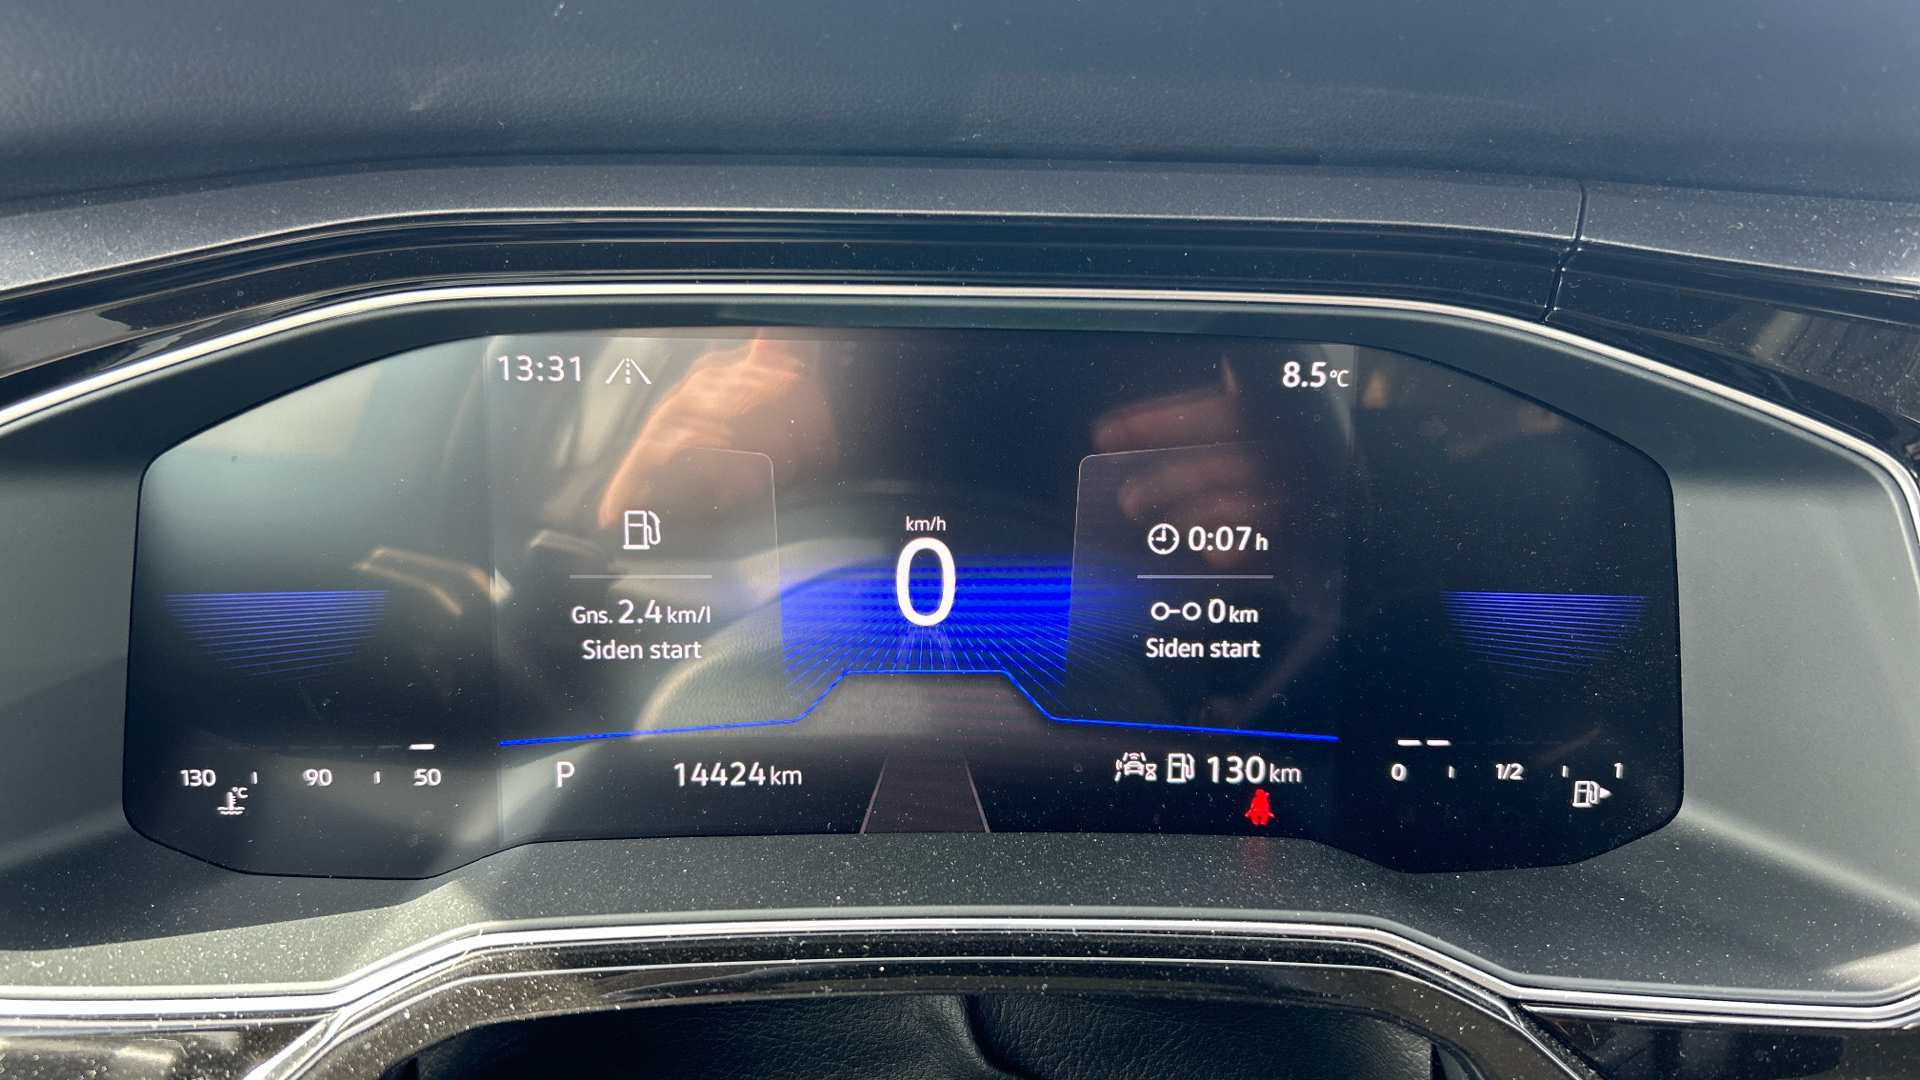 13:31
8.5°C
km/h
0
0:07h
Gns. 2.4 km/l
0km
Siden start
Siden start
130 90 50
°C
P
14424km
130km
0 1/2 1